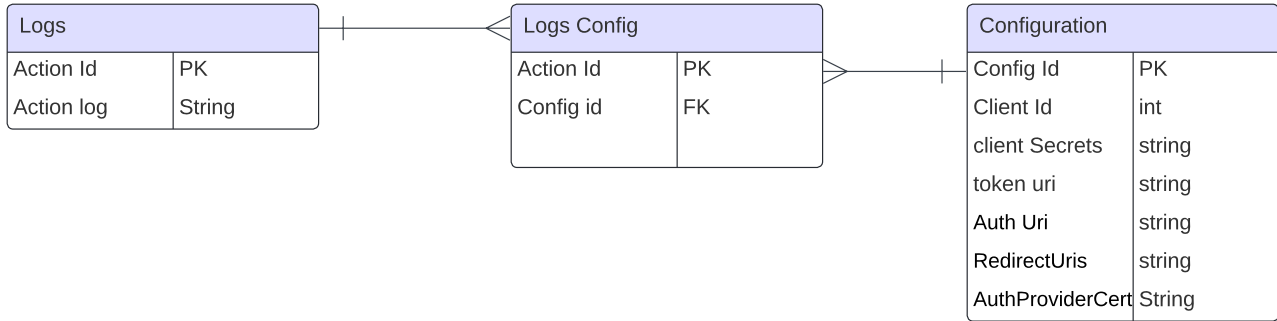 Logs
Action Id PK
Action log String
Logs Config
Action Id PK
Config id FK
Configuration
Config Id PK
Client Id int
client Secrets string
token uri string
Auth Uri string
RedirectUris string
AuthProviderCert String